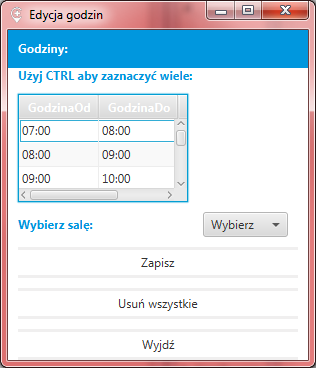 Edycja godzin
Godziny:
Użyj CTRL aby zaznaczyć wiele:
GodzinaOd GodzinaDo
07:00 08:00
08:00 09:00
09:00 10:00
Wybierz salę: Wybierz
Zapisz
Usuń wszystkie
Wyjdź